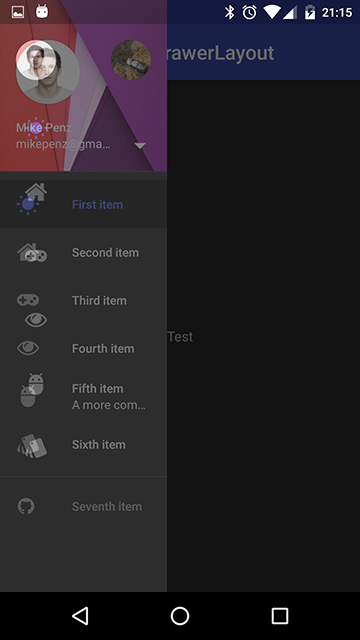 21:15
rawerLayout
Mike Penz
mikepenz@gma...
First item
Second item
Third item
Test
Fourth item
Fifth item
A more com...
Sixth item
Seventh item